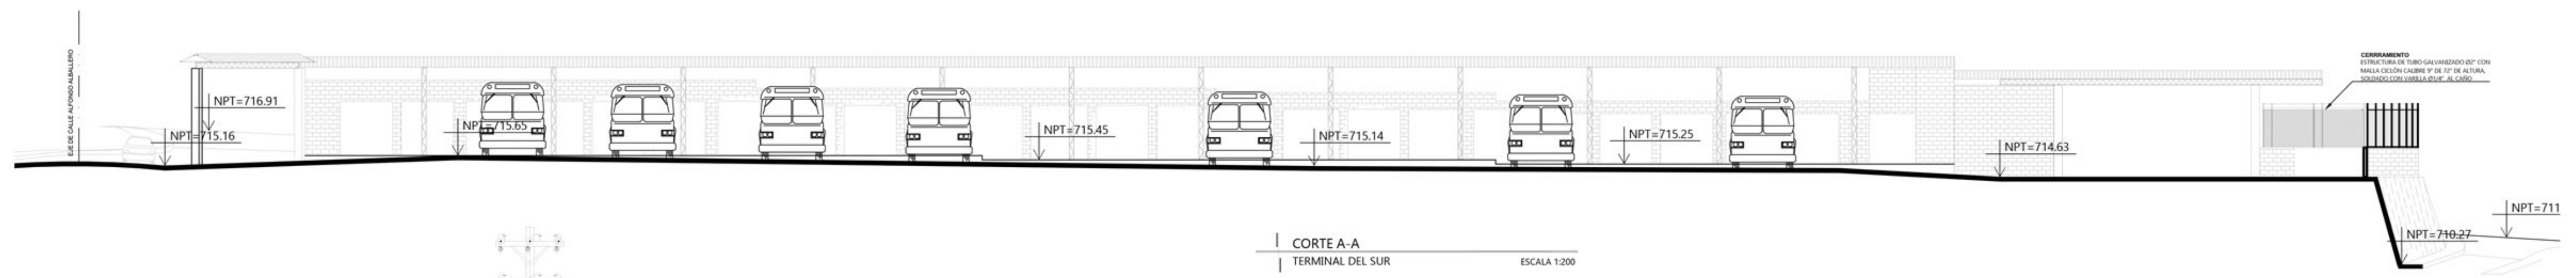 EJE DE CALLE ALFONSO ALBALLERO
NPT=716.91
NPT=715.16
NPT=715.65
NPT=715.45
NPT=715.14
NPT=715.25
NPT=714.63
CERRRAMIENTO
ESTRUCTURA DE TUBO GALVANIZADO Ø2" CON
MALLA CICLÓN CALIBRE 9" DE 72" DE ALTURA,
SOLDADO CON VARILLA Ø1/4" AL CAÑO
NPT=711
NPT=710.27
CORTE A-A
TERMINAL DEL SUR
ESCALA 1:200